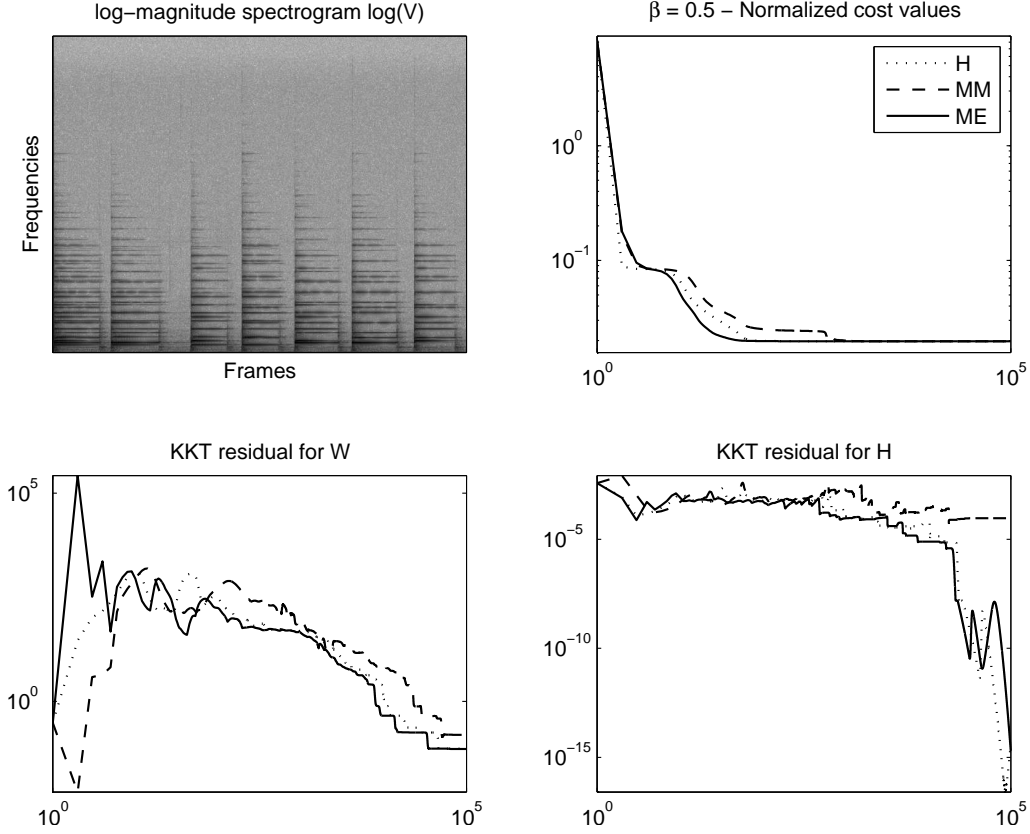 log−magnitude spectrogram log(V)
Frequencies
Frames
β = 0.5 − Normalized cost values
H
MM
ME
10^0
10^−1
10^0
10^5
KKT residual for W
10^5
10^0
10^0
10^5
KKT residual for H
10^−5
10^−10
10^−15
10^0
10^5